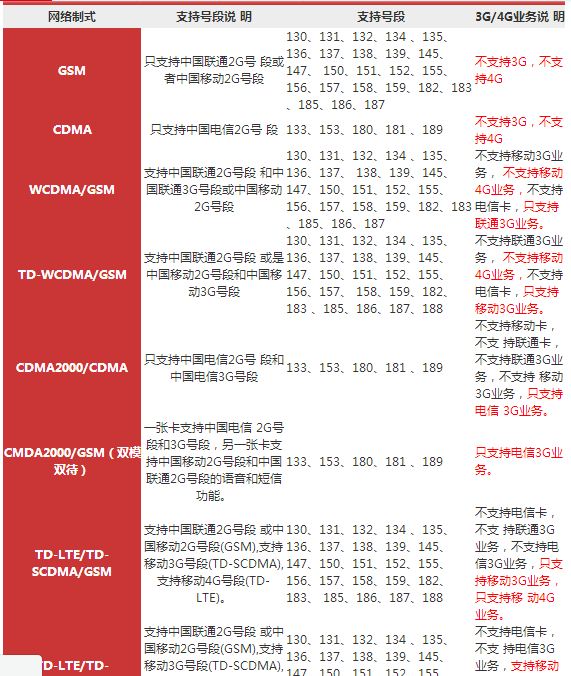 网络制式 支持号段说 明 支持号段 3G/4G业务说 明
GSM
只支持中国联通2G号 段或
者中国移动2G号段
130、131、132、134 、135、
136、137、138、139、145、
147、 150、151、152、155、
156、157、158、159、182、183
、185、186、187
不支持3G，不支
持4G
CDMA
只支持中国电信2G号 段
133、153、180、181 、189
不支持3G、不支
持4G
WCDMA/GSM
支持中国联通2G号段 和中
国联通3G号段或中国移动
2G号段
130、131、132、134 、135、
136、137、 138、139、145、
147、150、151、152、155、
156、157、158、159、182、183
、185、186、187
不支持移动3G业
务， 不支持移动
4G业务，不支持
电信卡，只支持
联通3G业务。
TD-WCDMA/GSM
支持中国联通2G号段 或是
中国移动2G号段和中国移
动3G号段
130、131、132、134 、135、
136、137、138、139、145、
147、150、151、152、155、
156、157、 158、159、182、
183 、185、186、187、188
不支持联通3G业
务， 不支持移动
4G业务，不支持
电信卡，只支持
移动3G业务。
CDMA2000/CDMA
只支持中国电信2G号 段和
中国电信3G号段
133、153、180、181 、189
不支持移动卡，
不支 持联通卡，
不支持联通3G业
务，不支持 移动
3G业务，只支持
电信 3G业务。
CMDA2000/GSM（双模
双待）
一张卡支持中国电信 2G号
段和3G号段，另一张卡支
持中国移动2G号段和中国
联通2G号段的语音和短信
功能。
133、153、180、181 、189
只支持电信3G业
务。
TD-LTE/TD-
SCDMA/GSM
支持中国联通2G号段 或中
国移动2G号段(GSM),支持
移动3G号段(TD-SCDMA),
支持移动4G号段(TD-
LTE)。
130、131、132、134 、135、
136、137、138、139、145、
147、150、151、152、155、
156、157、158、159、182、
183、 185、186、187、188
不支持电信卡，
不支 持联通3G
业务，不支持电
信3G业务，只支
持移动3G业务，
只支持移 动4G
业务。
TD-LTE/TD-
支持中国联通2G号段 或中
国移动2G号段(GSM),支持
移动3G号段(TD-SCDMA),
130、131、132、134 、135、
136、137、138、139、145、
147、150、151、152、155、
不支持电信卡，
不支 持电信3G
业务，支持移动